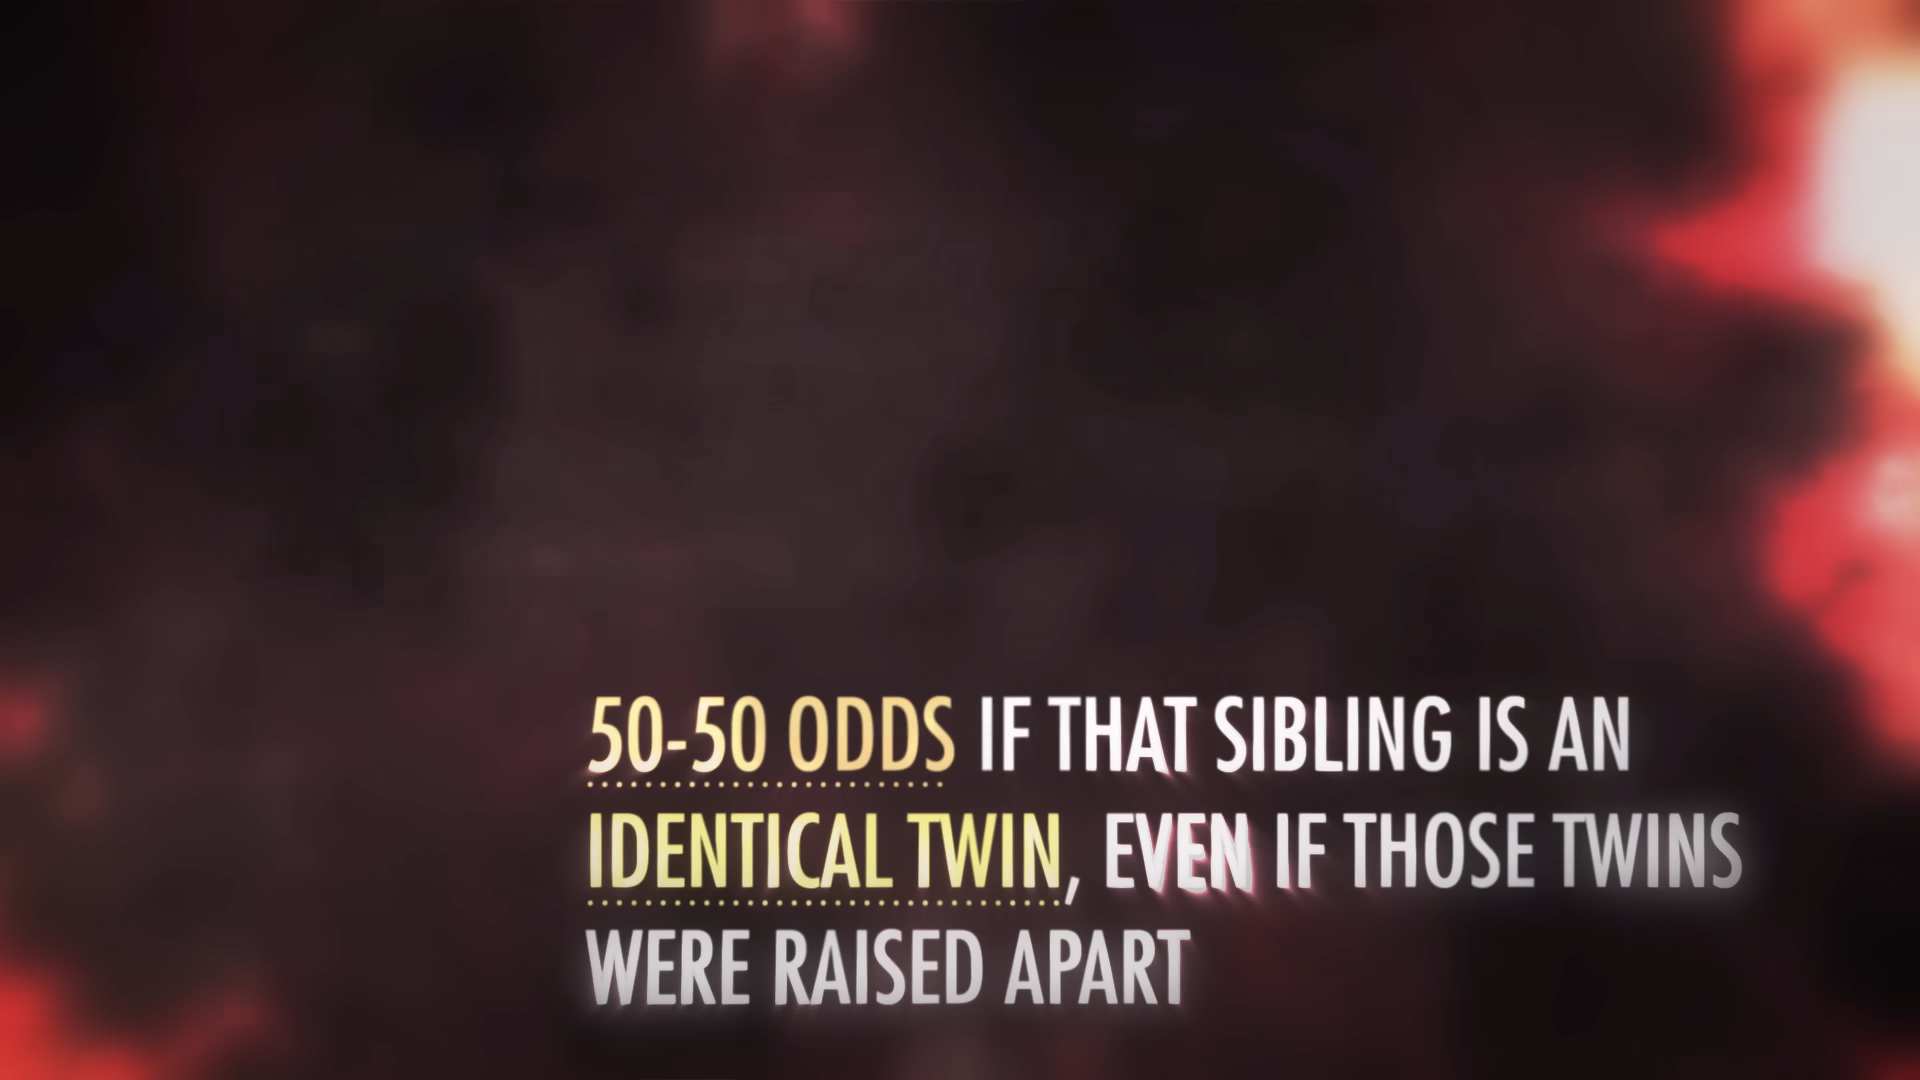 50-50 ODDS IF THAT SIBLING IS AN
IDENTICAL TWIN, EVEN IF THOSE TWINS
WERE RAISED APART